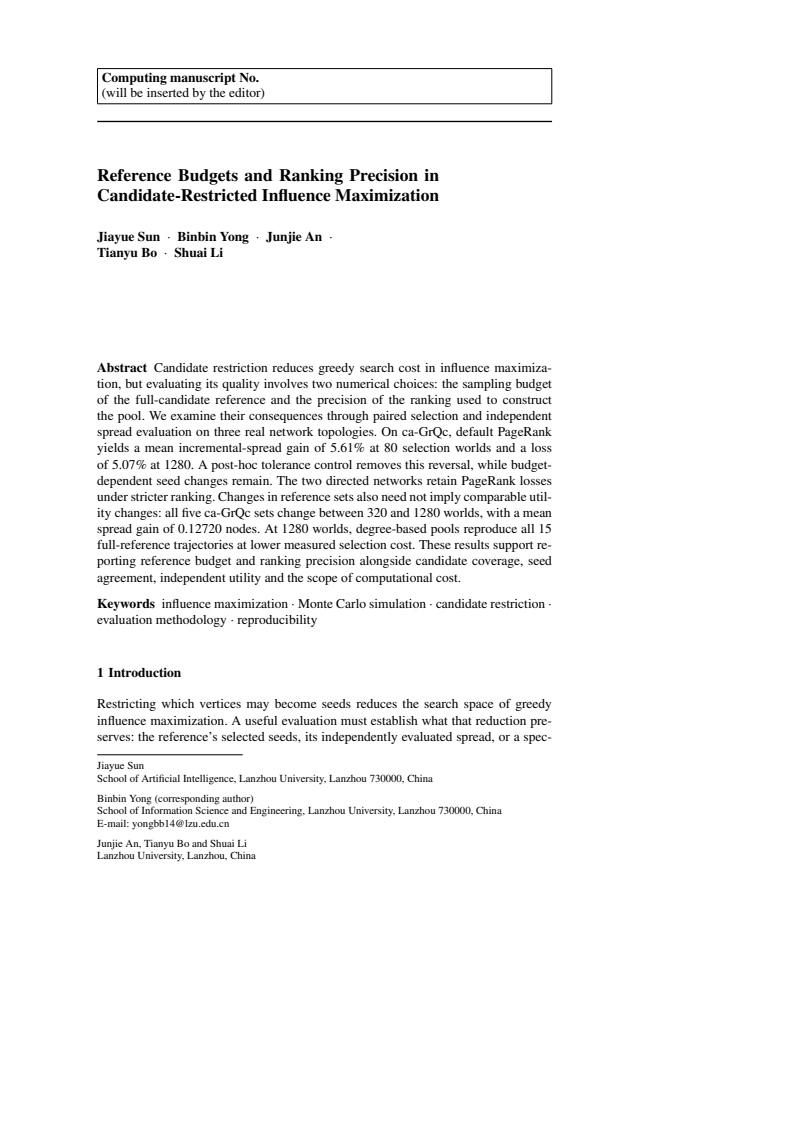 Computing manuscript No.
(will be inserted by the editor)
Reference Budgets and Ranking Precision in
Candidate-Restricted Influence Maximization
Jiayue Sun · Binbin Yong · Junjie An ·
Tianyu Bo · Shuai Li
Abstract Candidate restriction reduces greedy search cost in influence maximiza-
tion, but evaluating its quality involves two numerical choices: the sampling budget
of the full-candidate reference and the precision of the ranking used to construct
the pool. We examine their consequences through paired selection and independent
spread evaluation on three real network topologies. On ca-GrQc, default PageRank
yields a mean incremental-spread gain of 5.61% at 80 selection worlds and a loss
of 5.07% at 1280. A post-hoc tolerance control removes this reversal, while budget-
dependent seed changes remain. The two directed networks retain PageRank losses
under stricter ranking. Changes in reference sets also need not imply comparable util-
ity changes: all five ca-GrQc sets change between 320 and 1280 worlds, with a mean
spread gain of 0.12720 nodes. At 1280 worlds, degree-based pools reproduce all 15
full-reference trajectories at lower measured selection cost. These results support re-
porting reference budget and ranking precision alongside candidate coverage, seed
agreement, independent utility and the scope of computational cost.
Keywords influence maximization · Monte Carlo simulation · candidate restriction ·
evaluation methodology · reproducibility
1 Introduction
Restricting which vertices may become seeds reduces the search space of greedy
influence maximization. A useful evaluation must establish what that reduction pre-
serves: the reference's selected seeds, its independently evaluated spread, or a spec-
Jiayue Sun
School of Artificial Intelligence, Lanzhou University, Lanzhou 730000, China
Binbin Yong (corresponding author)
School of Information Science and Engineering, Lanzhou University, Lanzhou 730000, China
E-mail: yongbb14@lzu.edu.cn
Junjie An, Tianyu Bo and Shuai Li
Lanzhou University, Lanzhou, China